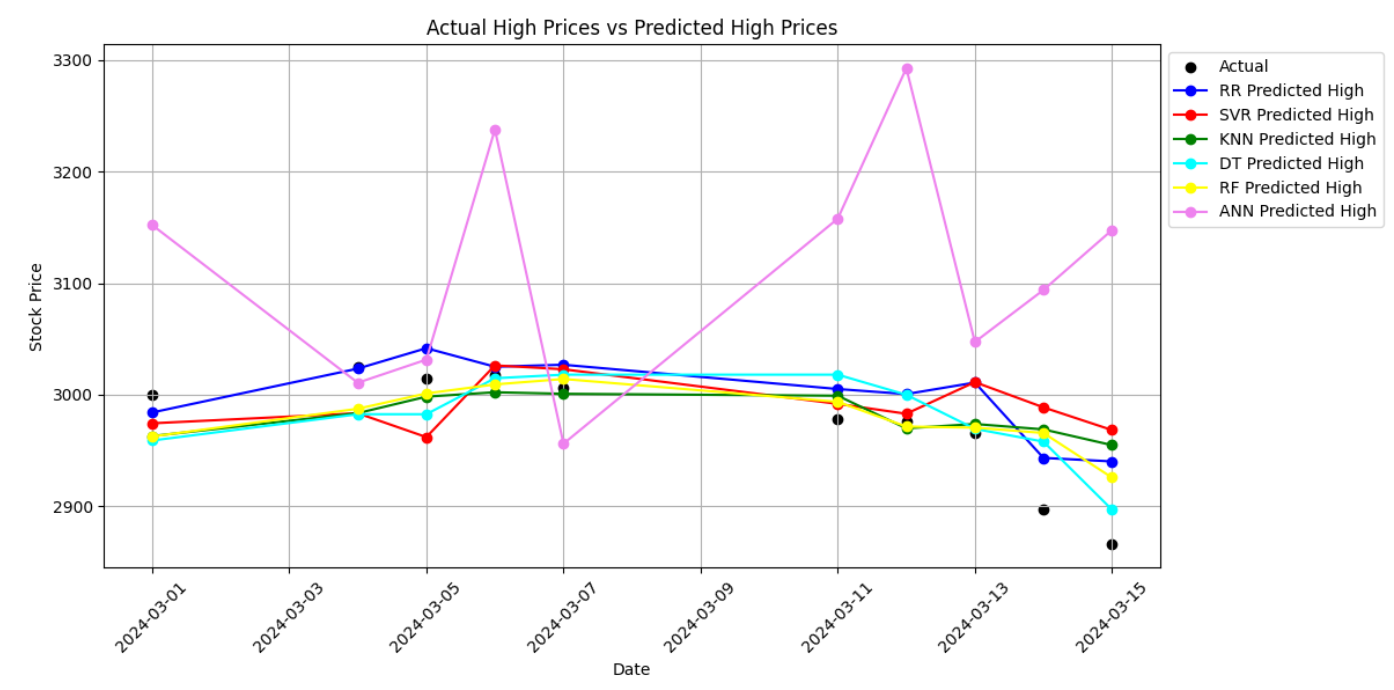 Actual High Prices vs Predicted High Prices
3300
3200
3100
3000
2900
Stock Price
2024-03-01
2024-03-03
2024-03-05
2024-03-07
2024-03-09
2024-03-11
2024-03-13
2024-03-15
Date
Actual
RR Predicted High
SVR Predicted High
KNN Predicted High
DT Predicted High
RF Predicted High
ANN Predicted High